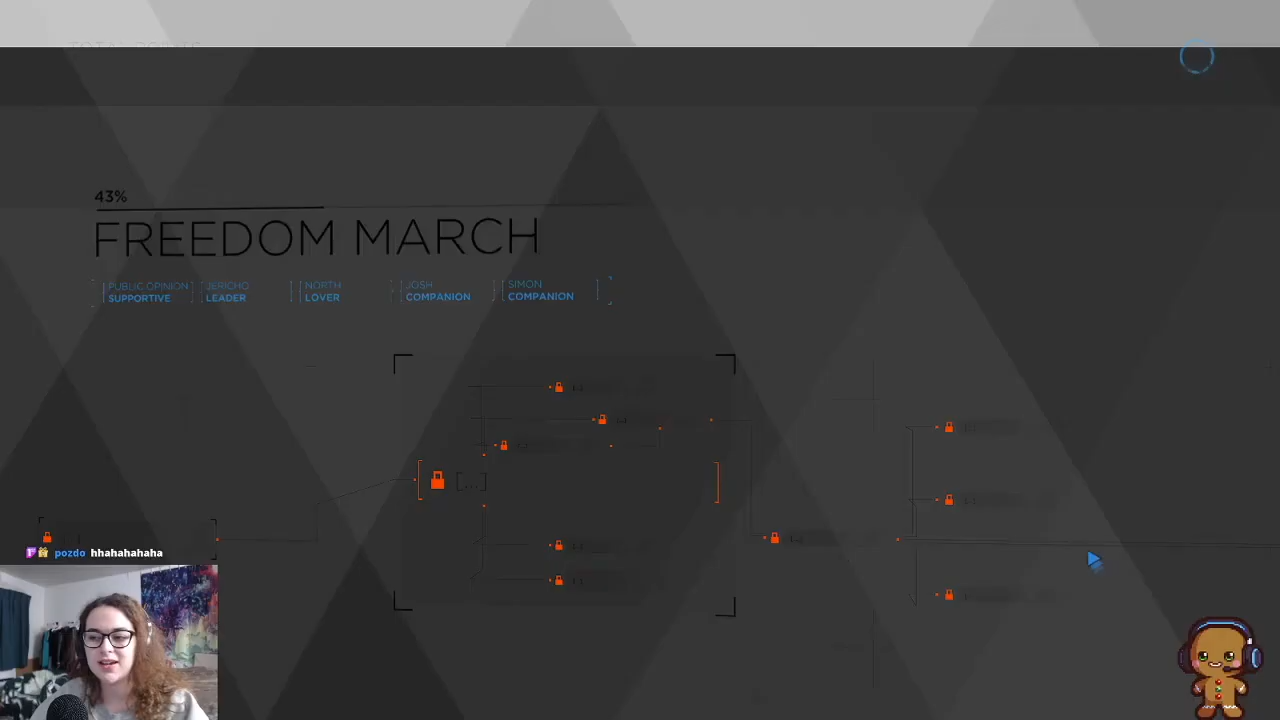 43%
FREEDOM MARCH
PUBLIC OPINION JERICHO NORTH JOSH SIMON
SUPPORTIVE LEADER LOVER COMPANION COMPANION
[...]
pozdo hhahahahaha